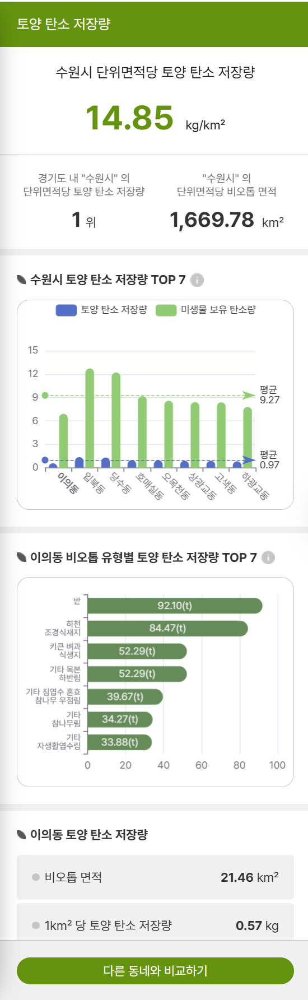 토양 탄소 저장량
수원시 단위면적당 토양 탄소 저장량
14.85 kg/km²
경기도 내 "수원시" 의
단위면적당 토양 탄소 저장량
1 위
"수원시" 의
단위면적당 비오톱 면적
1,669.78 km²
수원시 토양 탄소 저장량 TOP 7
토양 탄소 저장량
미생물 보유 탄소량
15
12
9
6
3
0
평균
9.27
평균
0.97
이의동
입북동
당수동
호매실동
오목천동
상광교동
고색동
하광교동
이의동 비오톱 유형별 토양 탄소 저장량 TOP 7
밭
92.10(t)
하천
조경식재지
84.47(t)
키큰 벼과
식생지
52.29(t)
기타 목본
하반림
52.29(t)
기타 침엽수 혼효
참나무 우점림
39.67(t)
기타
참나무림
34.27(t)
기타
자생활엽수림
33.88(t)
0
20
40
60
80
100
이의동 토양 탄소 저장량
비오톱 면적
21.46 km²
1km² 당 토양 탄소 저장량
0.57 kg
다른 동네와 비교하기